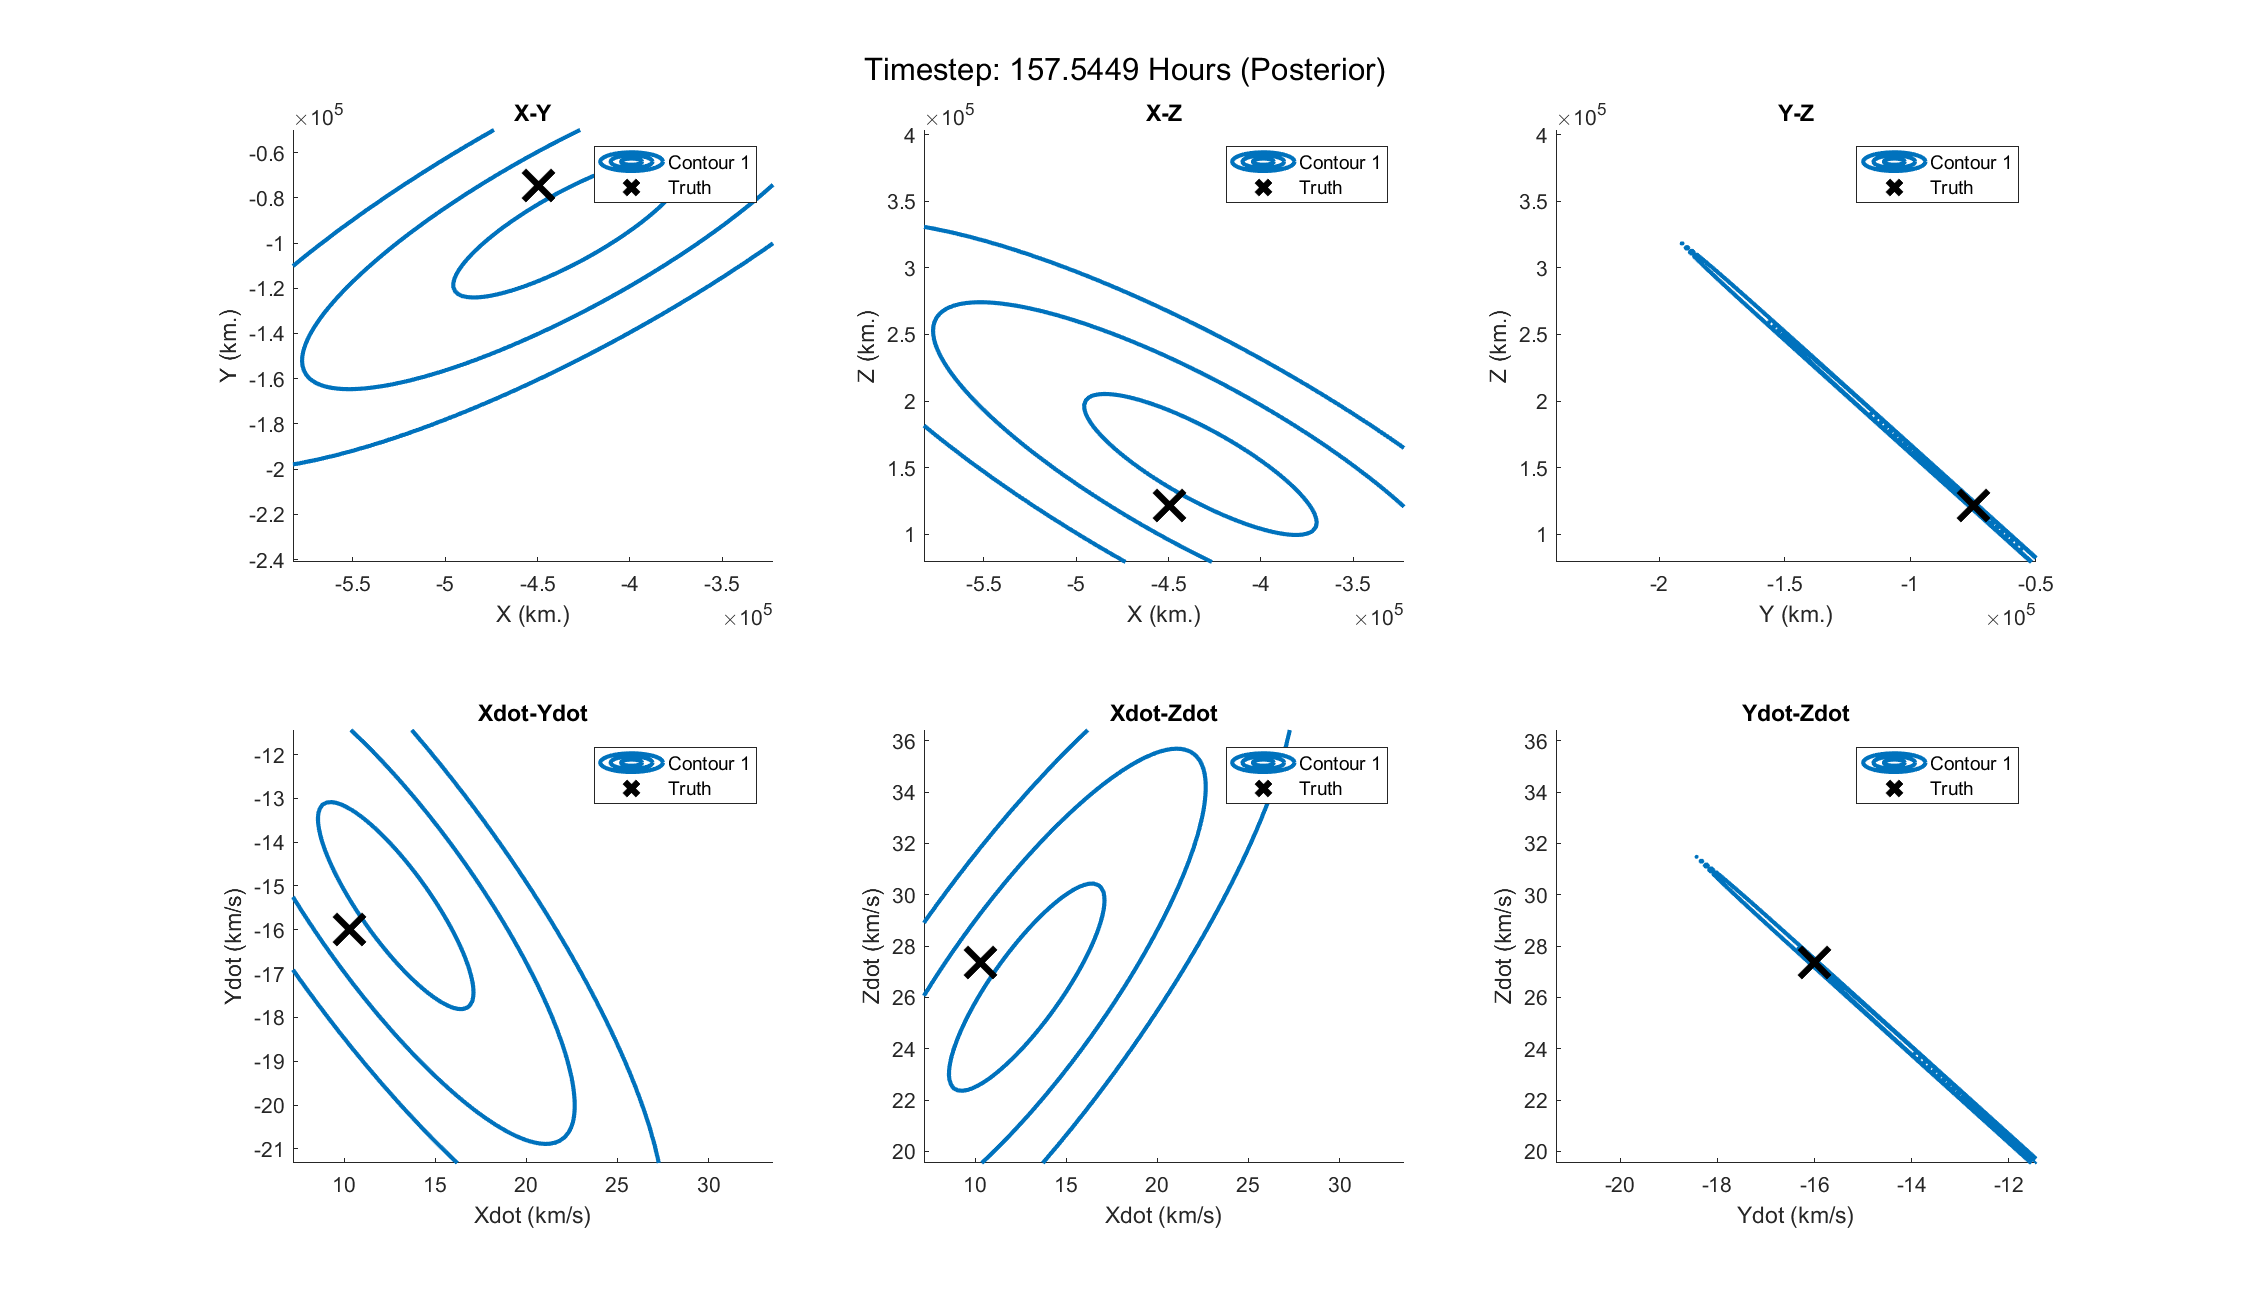 Timestep: 157.5449 Hours (Posterior)
X-Y
×10^5
-0.6
-0.8
-1
-1.2
-1.4
-1.6
-1.8
-2
-2.2
-2.4
Y (km.)
-5.5 -5 -4.5 -4 -3.5
X (km.)
×10^5
Contour 1
Truth
X-Z
×10^5
4
3.5
3
2.5
2
1.5
1
Z (km.)
-5.5 -5 -4.5 -4 -3.5
X (km.)
×10^5
Contour 1
Truth
Y-Z
×10^5
4
3.5
3
2.5
2
1.5
1
Z (km.)
-2 -1.5 -1 -0.5
Y (km.)
×10^5
Contour 1
Truth
Xdot-Ydot
-12
-13
-14
-15
-16
-17
-18
-19
-20
-21
Ydot (km/s)
10 15 20 25 30
Xdot (km/s)
Contour 1
Truth
Xdot-Zdot
36
34
32
30
28
26
24
22
20
Zdot (km/s)
10 15 20 25 30
Xdot (km/s)
Contour 1
Truth
Ydot-Zdot
36
34
32
30
28
26
24
22
20
Zdot (km/s)
-20 -18 -16 -14 -12
Ydot (km/s)
Contour 1
Truth